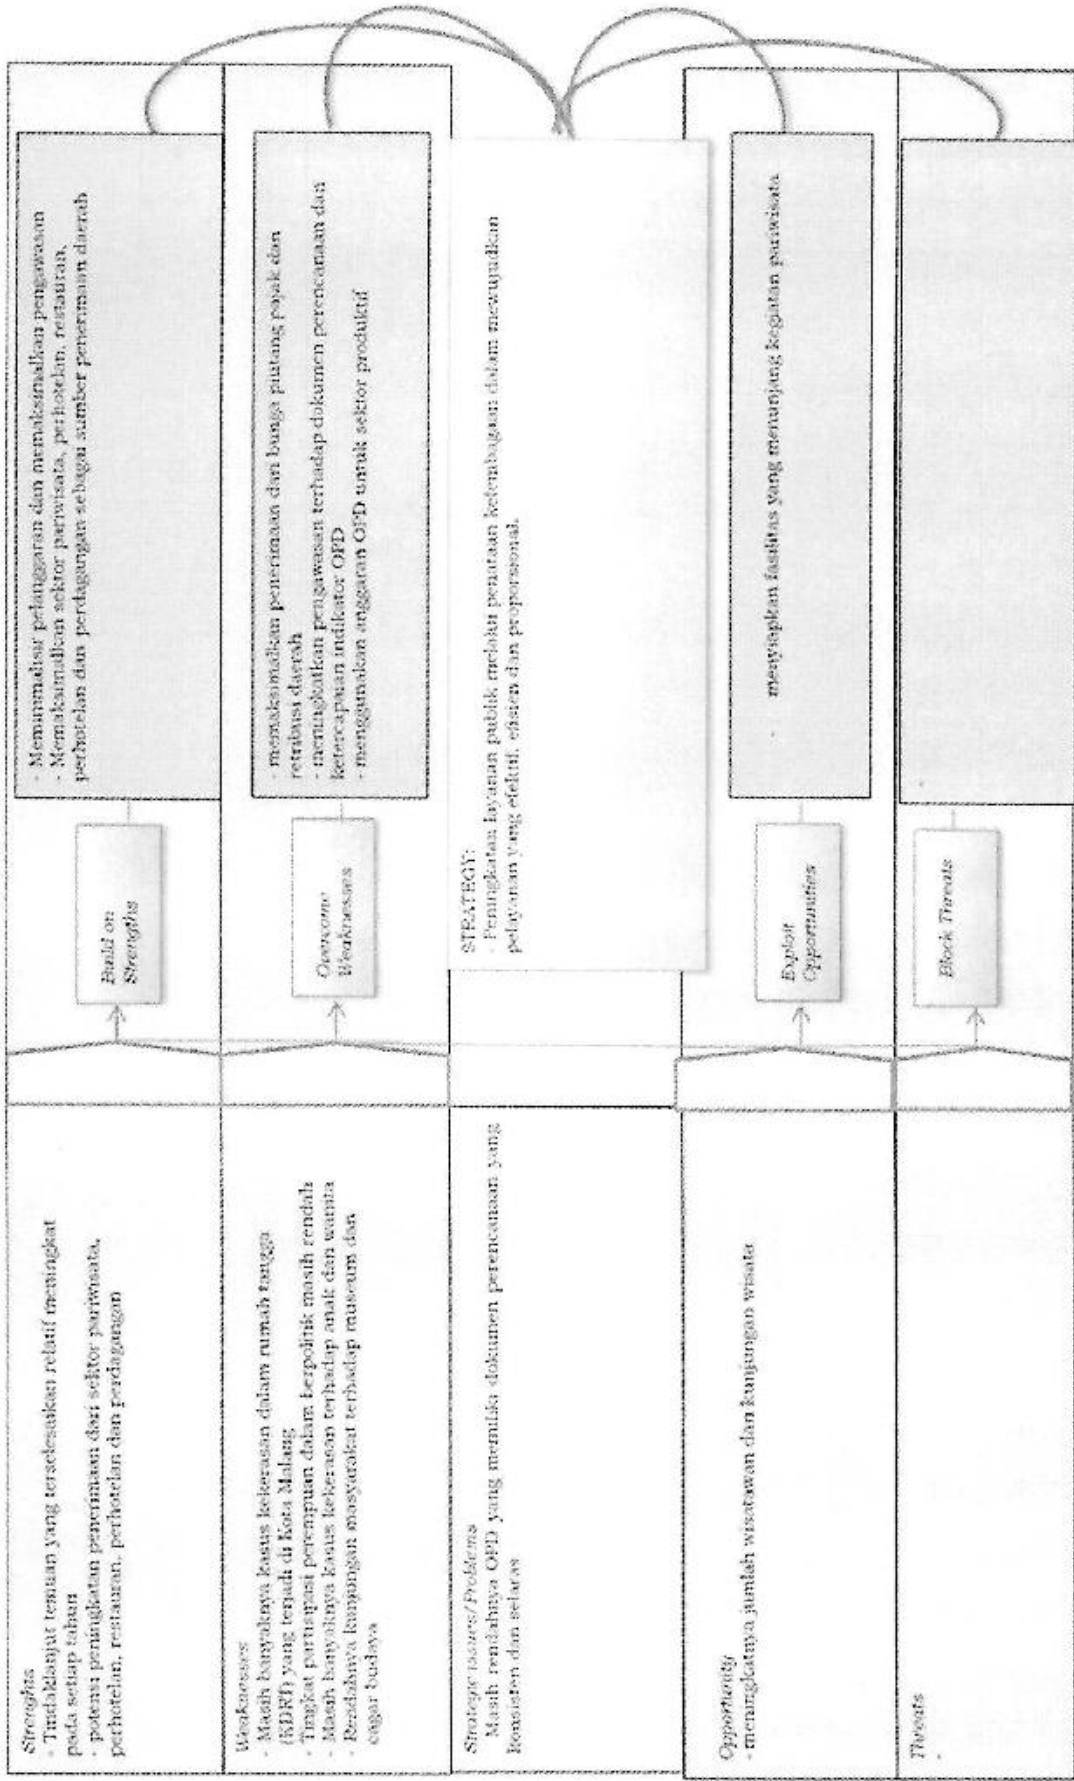 Strenghts
- Tindaklanjut temuan yang terselesaikan relatif meningkat
pada setiap tahun
- potensi peningkatan penerimaan dari sektor pariwisata,
perhotelan, restauran, perhotelan dan perdagangan
Build on
Strengths
- Meminimalisir pelanggaran dan memaksimalkan pengawasan
- Memaksimalkan sektor pariwisata, perhotelan, restauran,
perhotelan dan perdagangan sebagai sumber penerimaan daerah
Weaknesses
- Masih banyaknya kasus kekerasan dalam rumah tangga
(KDRT) yang terjadi di Kota Malang
- Tingkat partisipasi perempuan dalam berpolitik masih rendah
- Masih banyaknya kasus kekerasan terhadap anak dan wanita
- Rendahnya kunjungan masyarakat terhadap museum dan
cagar budaya
Overcome
Weaknesses
- memaksimalkan penerimaan dan bunga piutang pajak dan
retribusi daerah
- meningkatkan pengawasan terhadap dokumen perencanaan dan
ketercapaian indikator OPD
- menggunakan anggaran OPD untuk sektor produktif
Strategic issues/Problems
Masih rendahnya OPD yang memiliki dokumen perencanaan yang
konsisten dan selaras
STRATEGY:
- Peningkatan layanan publik melalui penataan kelembagaan dalam mewujudkan
pelayanan yang efektif, efisien dan proporsional.
Opportunity
- meningkatnya jumlah wisatawan dan kunjungan wisata
Exploit
Opportunities
- menyiapkan fasilitas yang menunjang kegiatan pariwisata
Threats
-
Block Threats